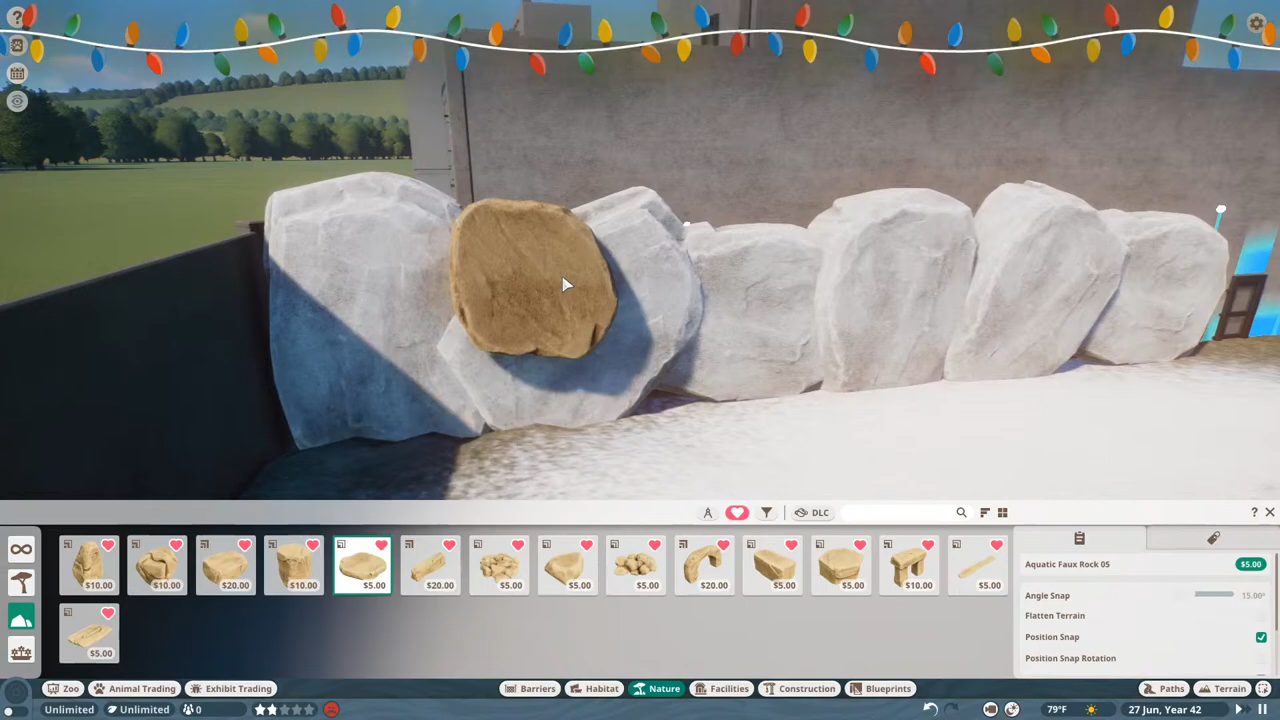 ?
DLC
? ×
$10.00
$10.00
$20.00
$10.00
$5.00
$20.00
$5.00
$5.00
$5.00
$20.00
$5.00
$5.00
$10.00
$5.00
$5.00
Aquatic Faux Rock 05
$5.00
Angle Snap
15.00°
Flatten Terrain
Position Snap
Position Snap Rotation
Zoo
Animal Trading
Exhibit Trading
Barriers
Habitat
Nature
Facilities
Construction
Blueprints
Paths
Terrain
Unlimited
Unlimited
0
79°F
27 Jun, Year 42